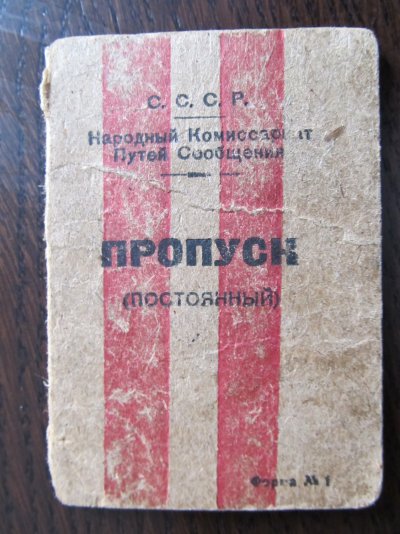 С. С. С. Р.
Народный Комиссариат
Путей Сообщения
ПРОПУСК
(ПОСТОЯННЫЙ)
Форма № 1